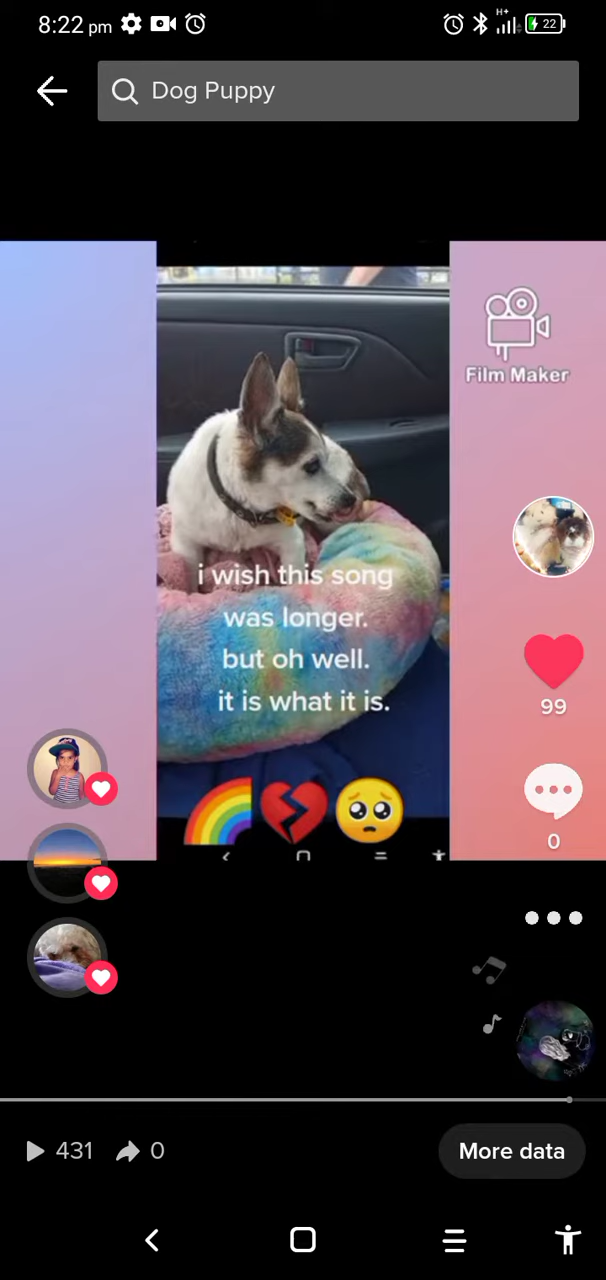 8:22 pm
H+
22
Dog Puppy
Film Maker
i wish this song
was longer.
but oh well.
it is what it is.
99
0
431
0
More data